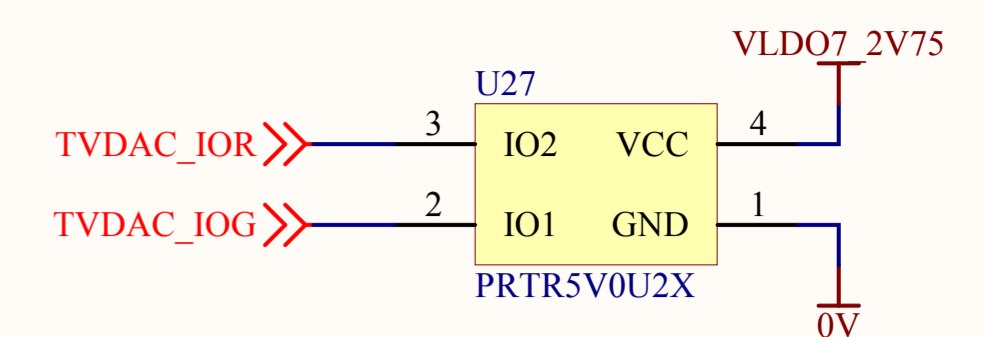 VLDO7_2V75
U27
TVDAC_IOR 3 IO2 VCC 4
TVDAC_IOG 2 IO1 GND 1
PRTR5V0U2X
0V